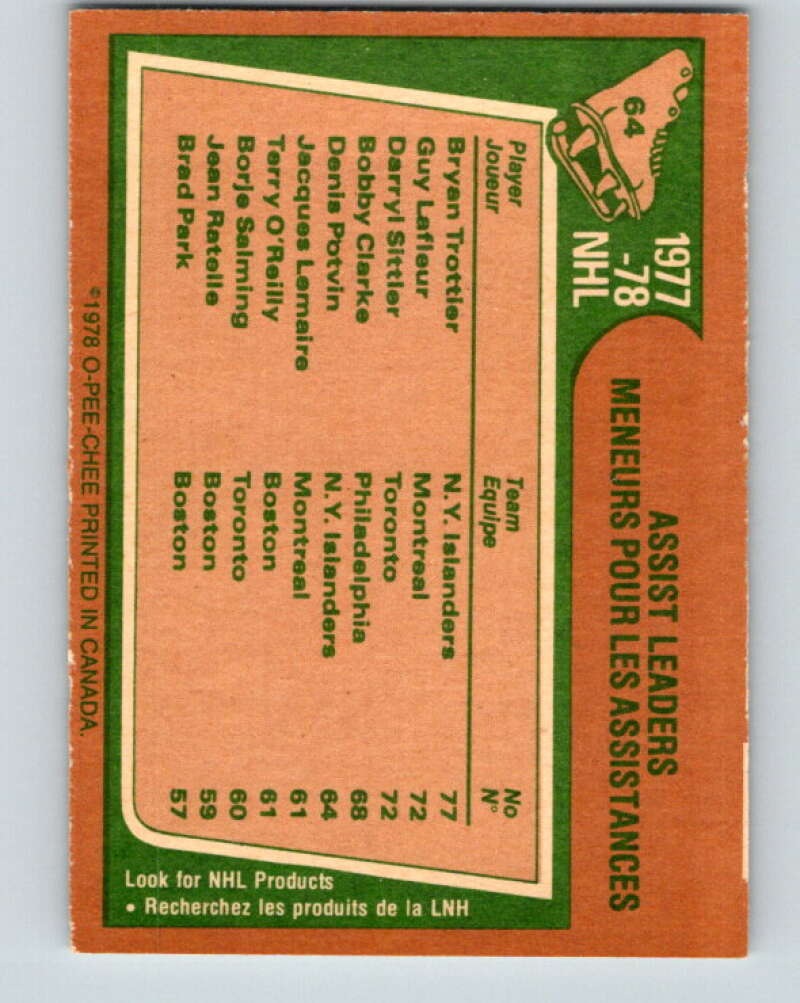 64
1977
-78
NHL
ASSIST LEADERS
MENEURS POUR LES ASSISTANCES
Player Team No
Joueur Equipe N°
Bryan Trottier N.Y. Islanders 77
Guy Lafleur Montreal 72
Darryl Sittler Toronto 72
Bobby Clarke Philadelphia 68
Denis Potvin N.Y. Islanders 64
Jacques Lemaire Montreal 61
Terry O'Reilly Boston 61
Borje Salming Toronto 60
Jean Ratelle Boston 59
Brad Park Boston 57
Look for NHL Products
• Recherchez les produits de la LNH
©1978 O-PEE-CHEE PRINTED IN CANADA.